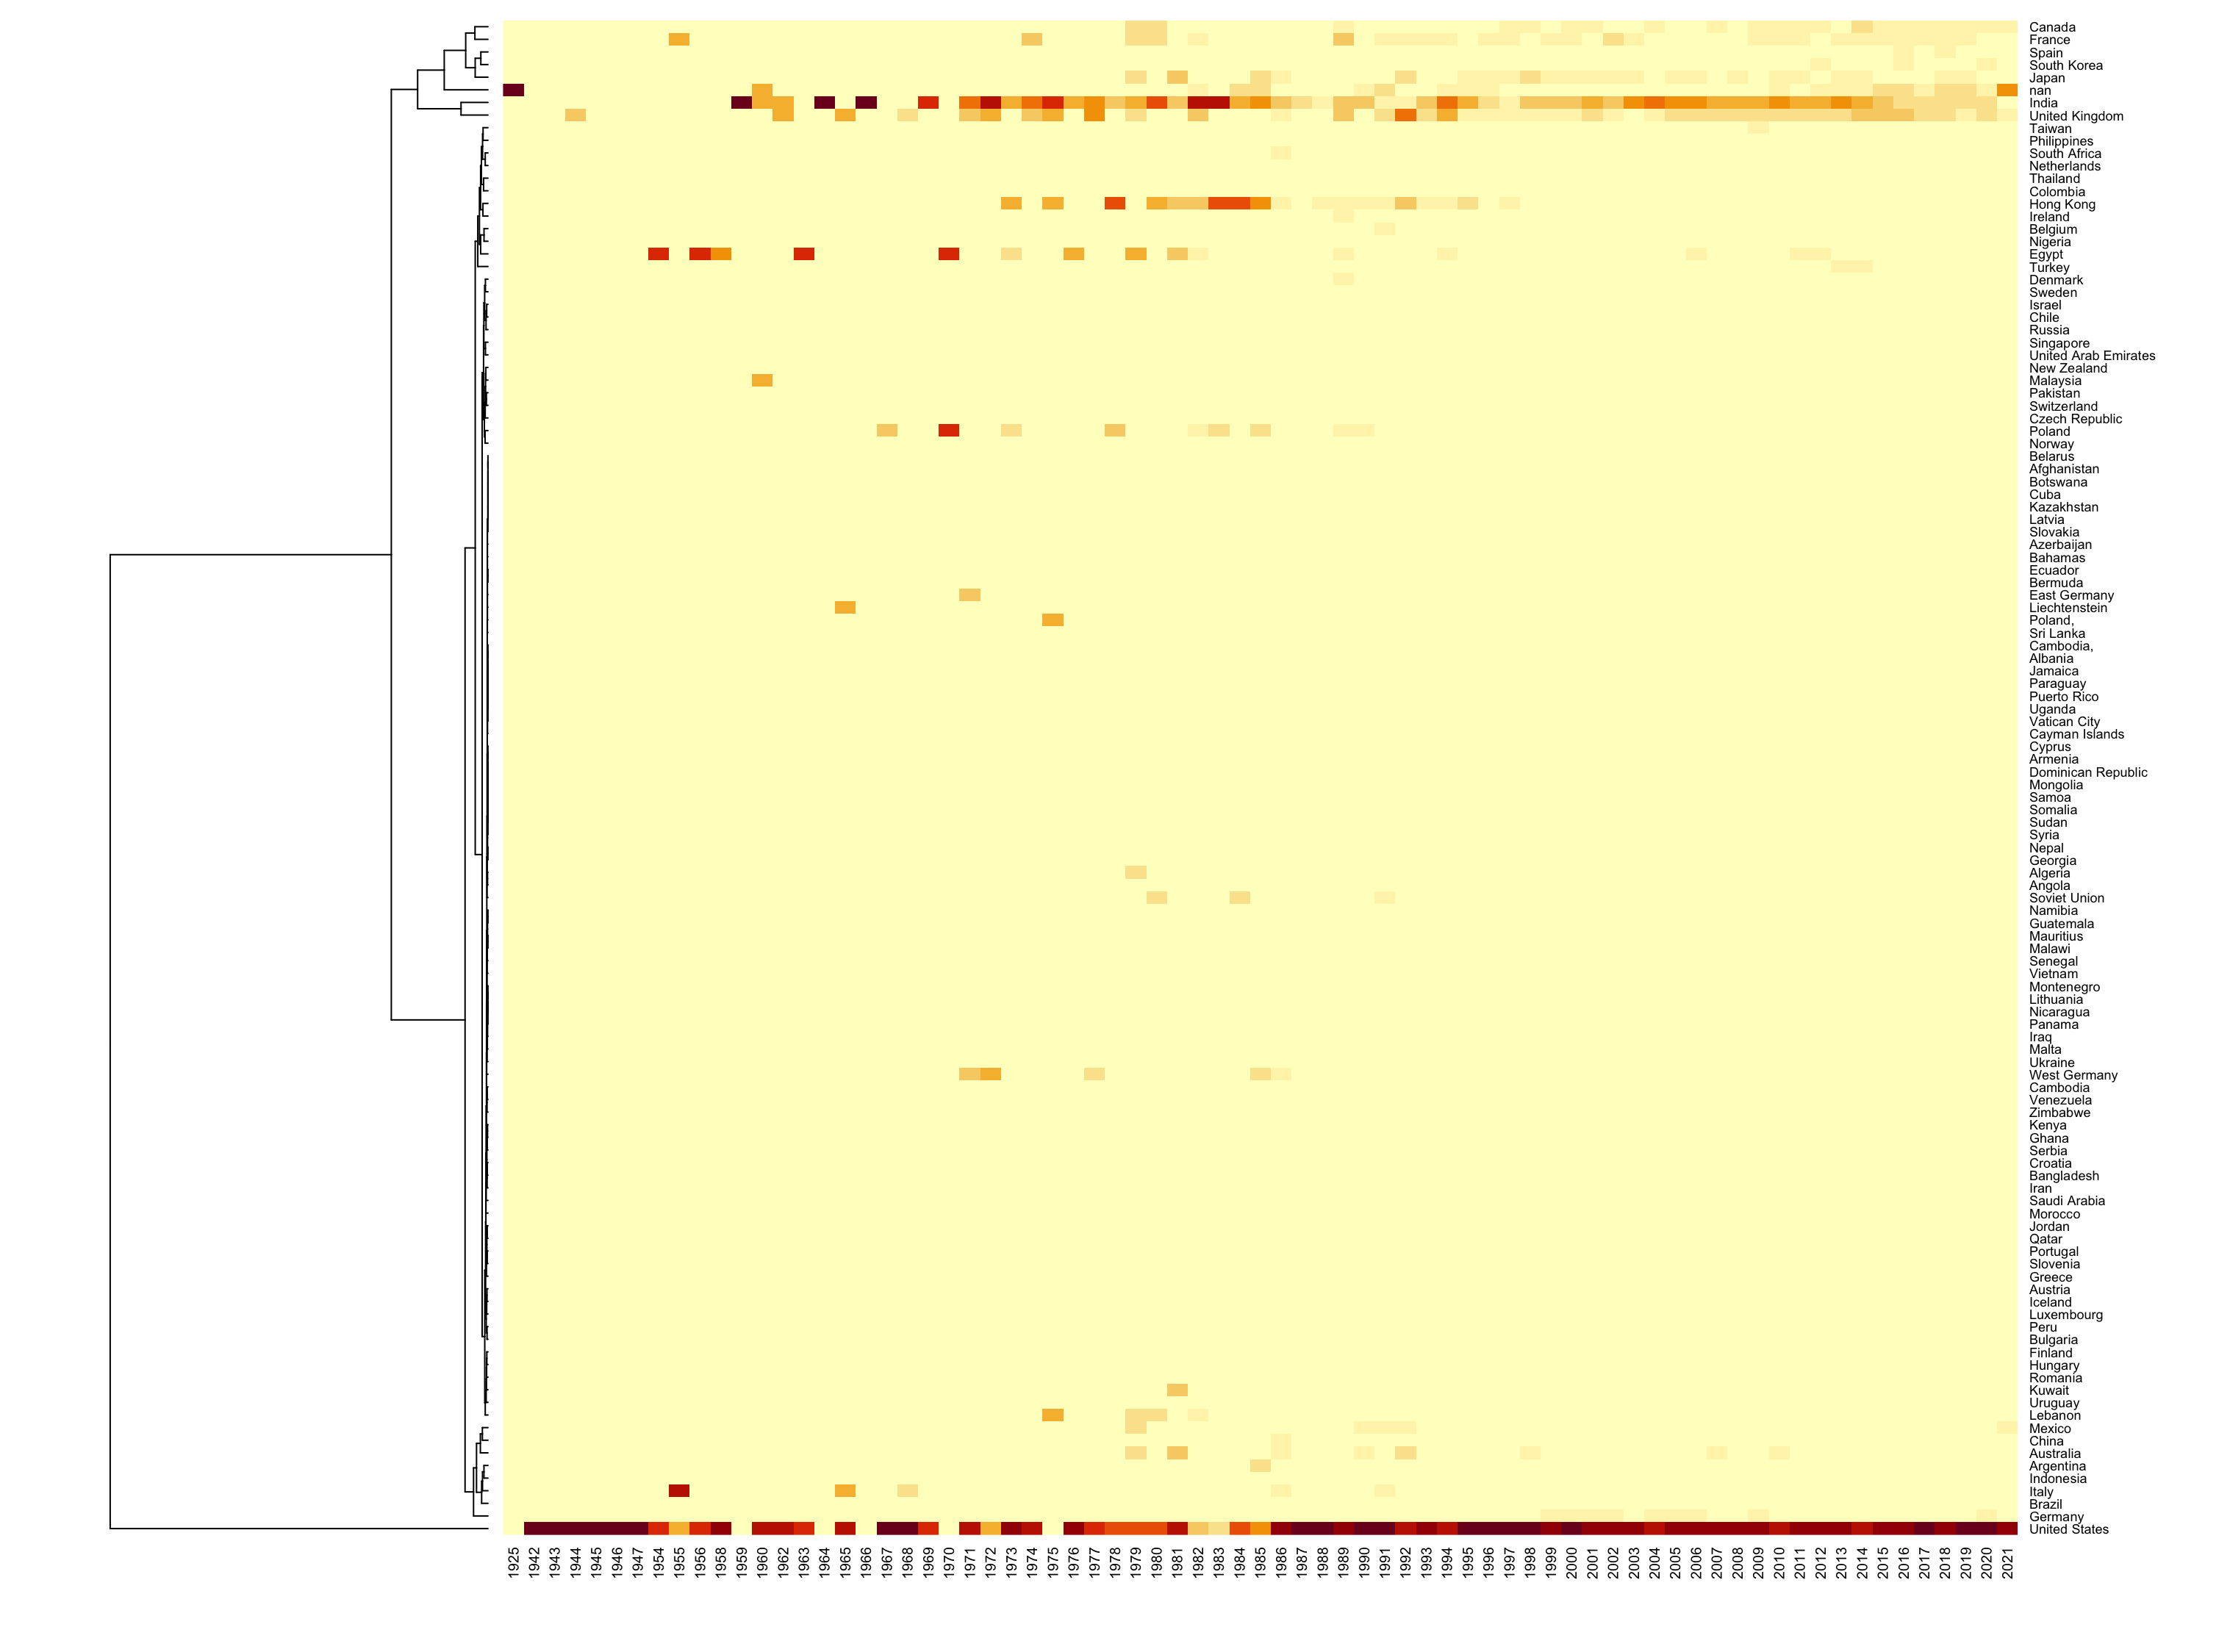 Canada
France
Spain
South Korea
Japan
nan
India
United Kingdom
Taiwan
Philippines
South Africa
Netherlands
Thailand
Colombia
Hong Kong
Ireland
Belgium
Nigeria
Egypt
Turkey
Denmark
Sweden
Israel
Chile
Russia
Singapore
United Arab Emirates
New Zealand
Malaysia
Pakistan
Switzerland
Czech Republic
Poland
Norway
Belarus
Afghanistan
Botswana
Cuba
Kazakhstan
Latvia
Slovakia
Azerbaijan
Bahamas
Ecuador
Bermuda
East Germany
Liechtenstein
Poland,
Sri Lanka
Cambodia,
Albania
Jamaica
Paraguay
Puerto Rico
Uganda
Vatican City
Cayman Islands
Cyprus
Armenia
Dominican Republic
Mongolia
Samoa
Somalia
Sudan
Syria
Nepal
Georgia
Algeria
Angola
Soviet Union
Namibia
Guatemala
Mauritius
Malawi
Senegal
Vietnam
Montenegro
Lithuania
Nicaragua
Panama
Iraq
Malta
Ukraine
West Germany
Cambodia
Venezuela
Zimbabwe
Kenya
Ghana
Serbia
Croatia
Bangladesh
Iran
Saudi Arabia
Morocco
Jordan
Qatar
Portugal
Slovenia
Greece
Austria
Iceland
Luxembourg
Peru
Bulgaria
Finland
Hungary
Romania
Kuwait
Uruguay
Lebanon
Mexico
China
Australia
Argentina
Indonesia
Italy
Brazil
Germany
United States
1925
1942
1943
1944
1945
1946
1947
1954
1955
1956
1958
1959
1960
1962
1963
1964
1965
1966
1967
1968
1969
1970
1971
1972
1973
1974
1975
1976
1977
1978
1979
1980
1981
1982
1983
1984
1985
1986
1987
1988
1989
1990
1991
1992
1993
1994
1995
1996
1997
1998
1999
2000
2001
2002
2003
2004
2005
2006
2007
2008
2009
2010
2011
2012
2013
2014
2015
2016
2017
2018
2019
2020
2021